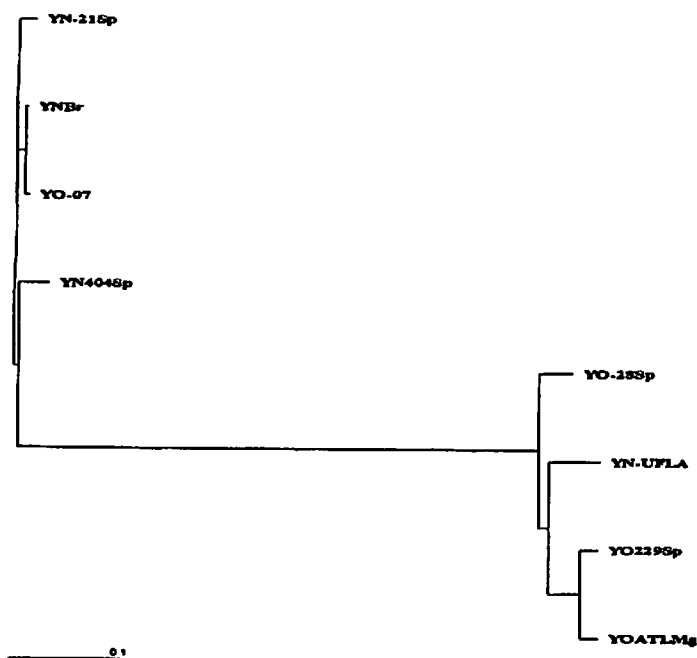 YN-21Sp
YNBr
YO-07
YN404Sp
YO-28Sp
YN-UFLA
YO229Sp
YOATLMg
0.1